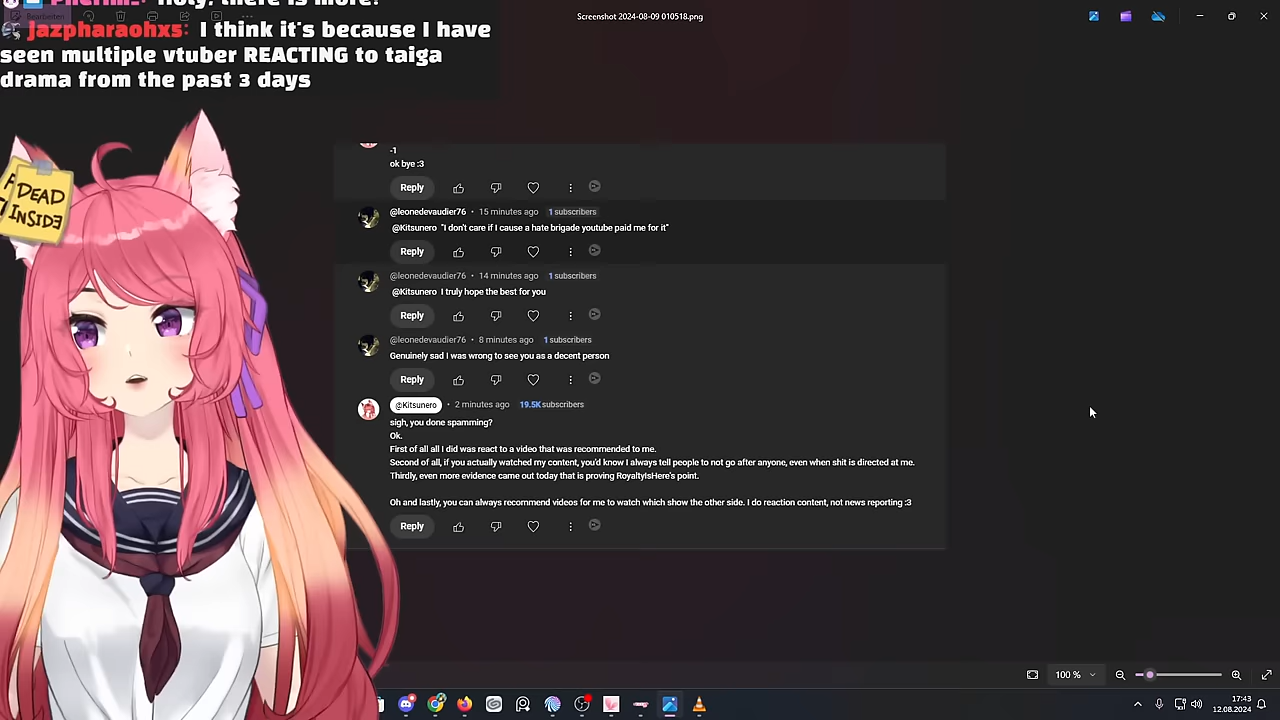 Bearbeiten
Screenshot 2024-08-10 010318.png
Holy, there is more!
jazpharaohxs: I think it's because I have
seen multiple vtuber REACTING to taiga
drama from the past 3 days
DEAD
INSIDE
-1
ok bye :3
Reply
@leonedevaudier76 • 15 minutes ago 1 subscribers
@Kitsunero "I don't care if I cause a hate brigade youtube paid me for it"
Reply
@leonedevaudier76 • 14 minutes ago 1 subscribers
@Kitsunero I truly hope the best for you
Reply
@leonedevaudier76 • 8 minutes ago 1 subscribers
Genuinely sad I was wrong to see you as a decent person
Reply
@Kitsunero • 2 minutes ago 19.5K subscribers
sigh, you done spamming?
Ok.
First of all all I did was react to a video that was recommended to me.
Second of all, if you actually watched my content, you'd know I always tell people to not go after anyone, even when shit is directed at me.
Thirdly, even more evidence came out today that is proving RoyaltyIsHere's point.
Oh and lastly, you can always recommend videos for me to watch which show the other side. I do reaction content, not news reporting :3
Reply
100 %
17:43
12.08.2024